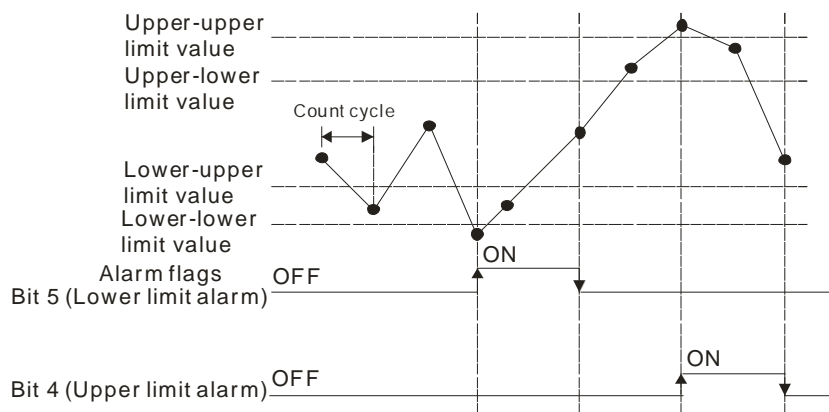 Upper-upper
limit value
Upper-lower
limit value
Count cycle
Lower-upper
limit value
Lower-lower
limit value
ON
Alarm flags
OFF
Bit 5 (Lower limit alarm)
ON
OFF
Bit 4 (Upper limit alarm)